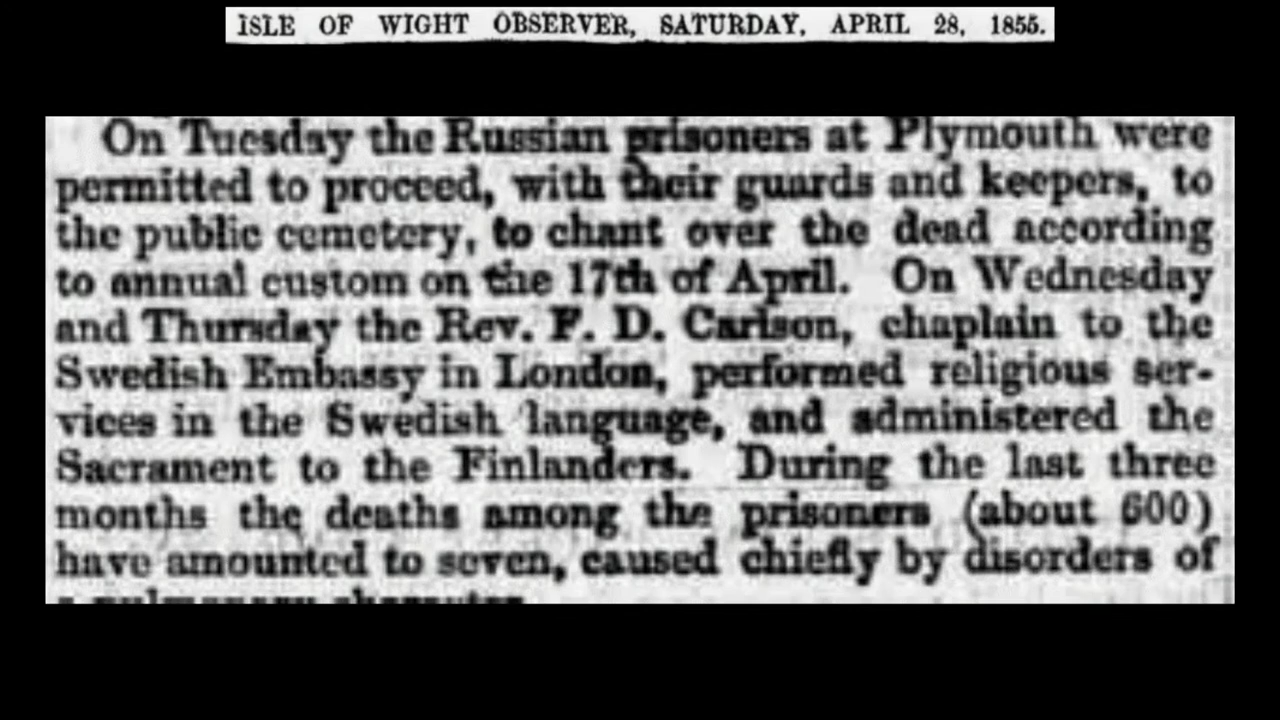 ISLE OF WIGHT OBSERVER, SATURDAY, APRIL 28, 1855.
On Tuesday the Russian prisoners at Plymouth were
permitted to proceed, with their guards and keepers, to
the public cemetery, to chant over the dead according
to annual custom on the 17th of April. On Wednesday
and Thursday the Rev. F. D. Carlson, chaplain to the
Swedish Embassy in London, performed religious ser-
vices in the Swedish language, and administered the
Sacrament to the Finlanders. During the last three
months the deaths among the prisoners (about 600)
have amounted to seven, caused chiefly by disorders of
a pulmonary character.